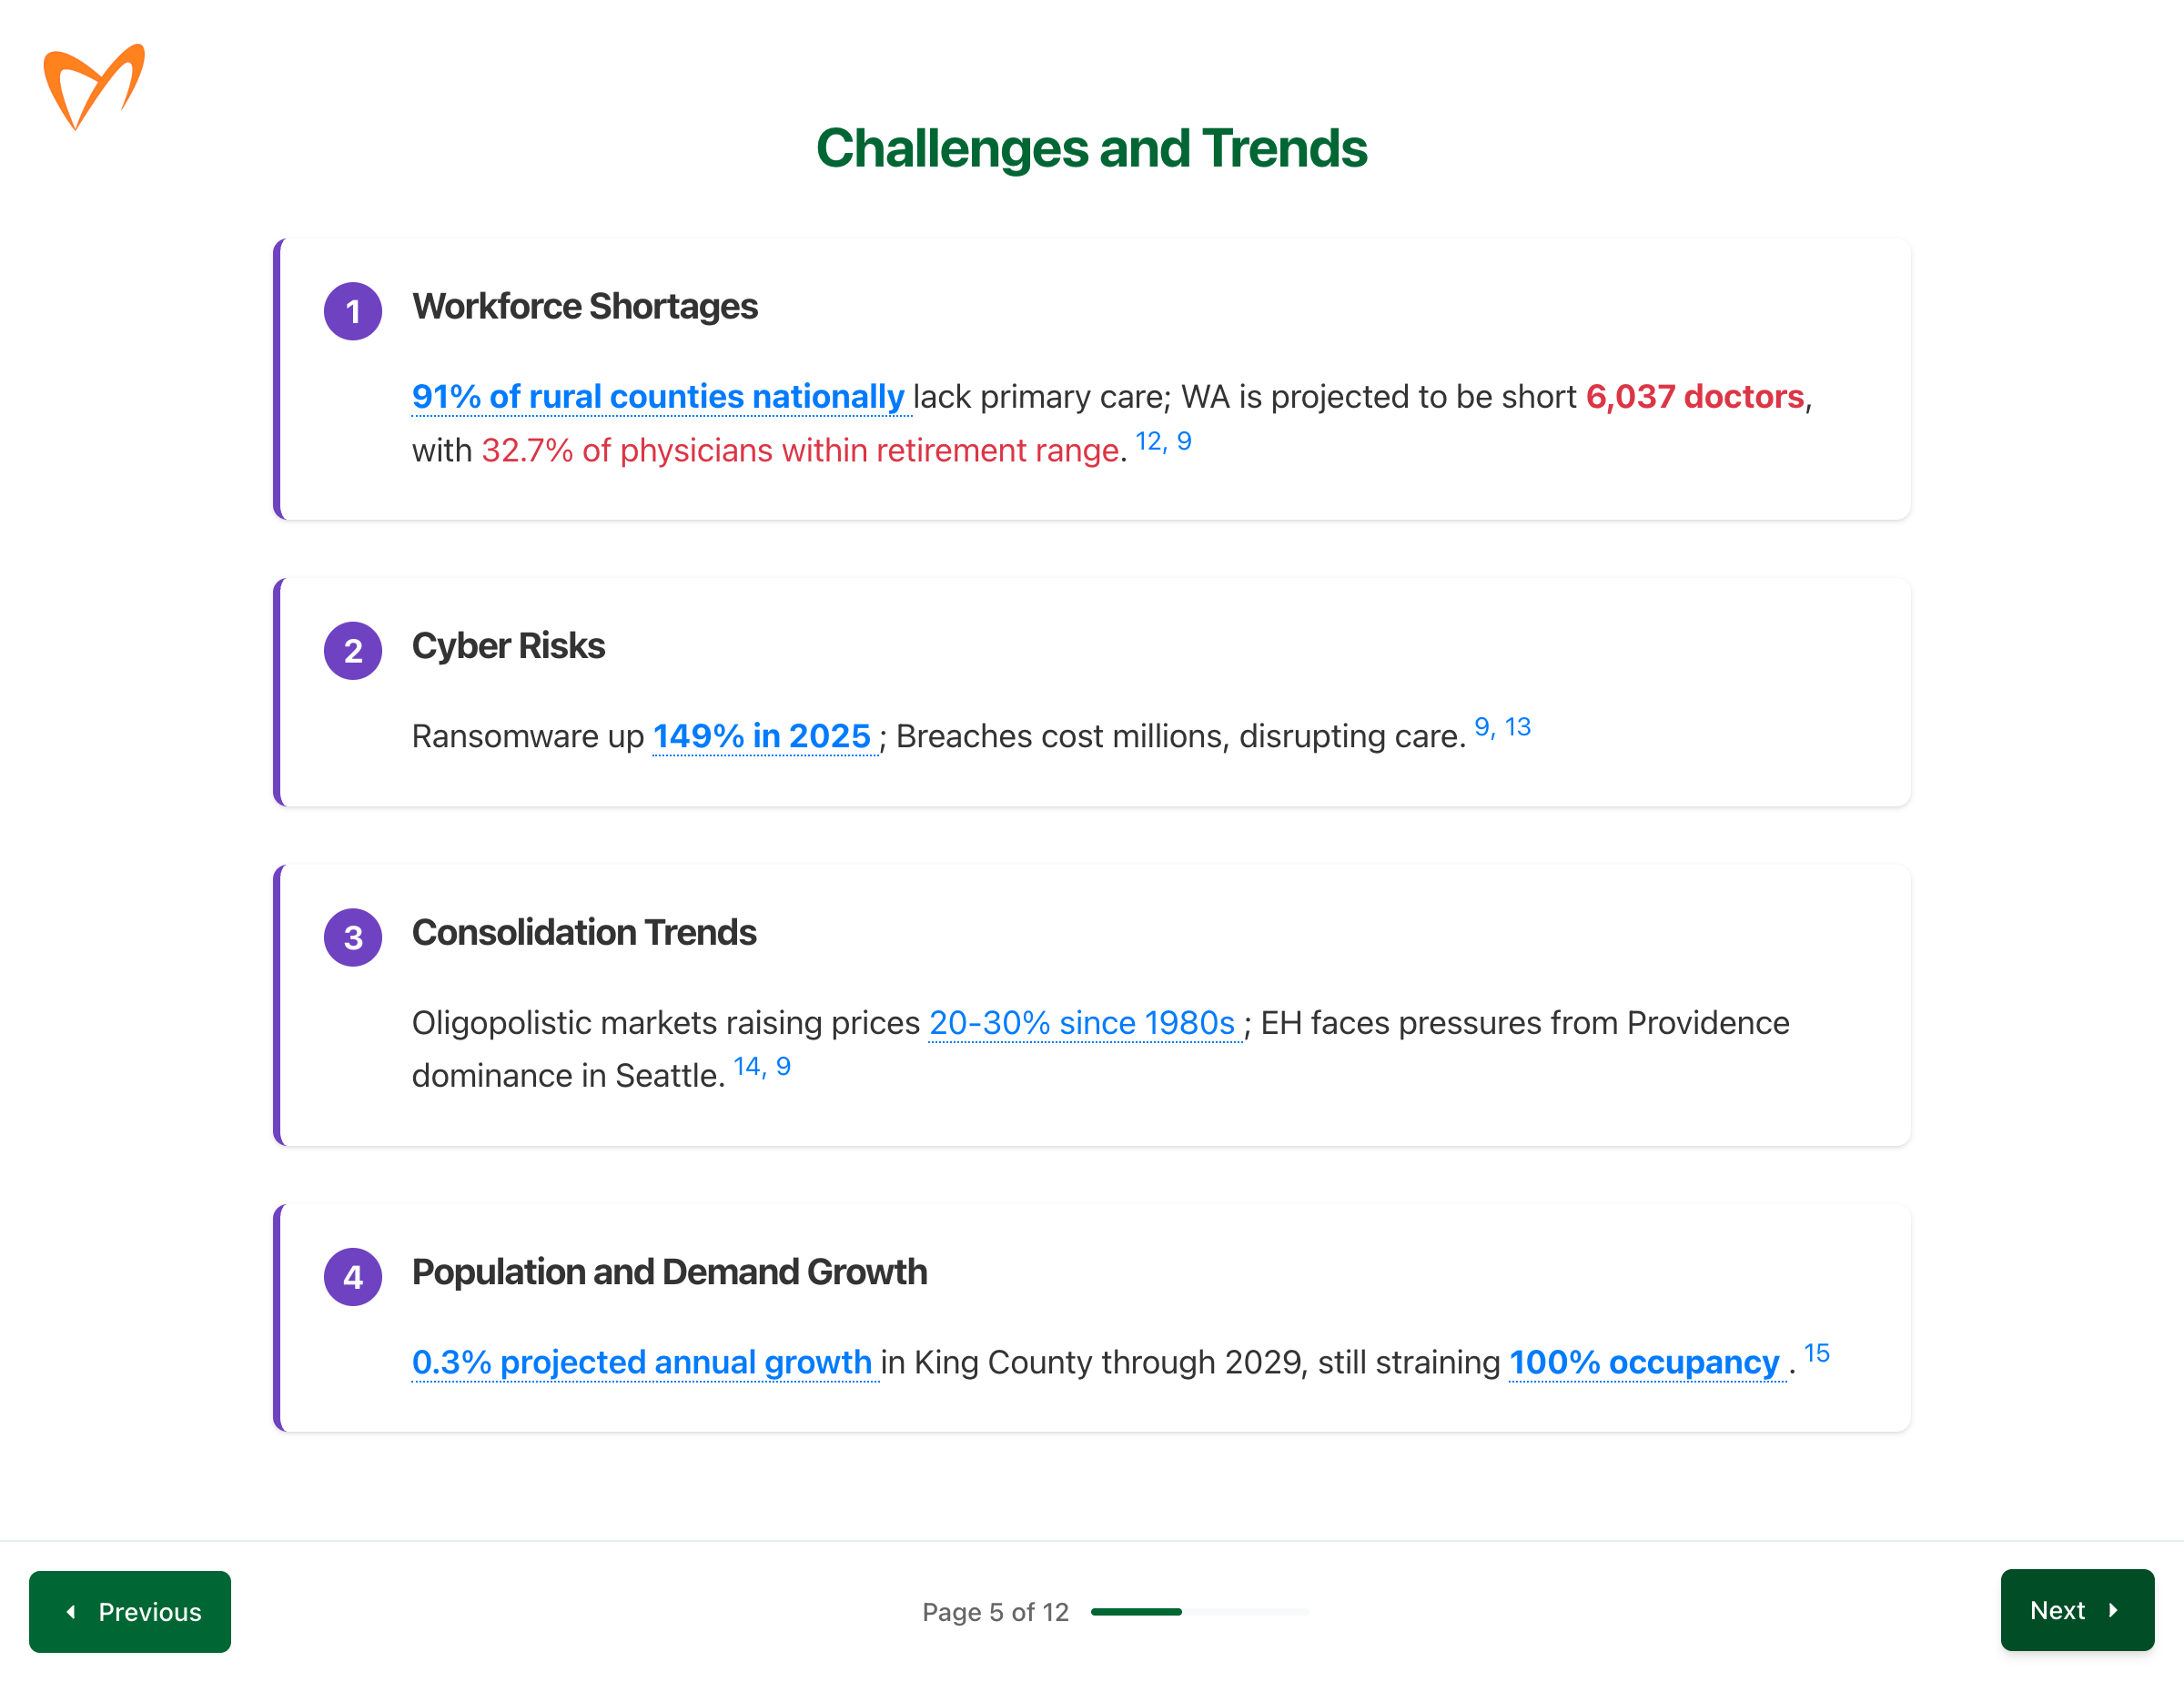 Challenges and Trends
1
Workforce Shortages
91% of rural counties nationally lack primary care; WA is projected to be short 6,037 doctors,
with 32.7% of physicians within retirement range. 12, 9
2
Cyber Risks
Ransomware up 149% in 2025 ; Breaches cost millions, disrupting care. 9, 13
3
Consolidation Trends
Oligopolistic markets raising prices 20-30% since 1980s ; EH faces pressures from Providence
dominance in Seattle. 14, 9
4
Population and Demand Growth
0.3% projected annual growth in King County through 2029, still straining 100% occupancy . 15
Previous
Page 5 of 12
Next